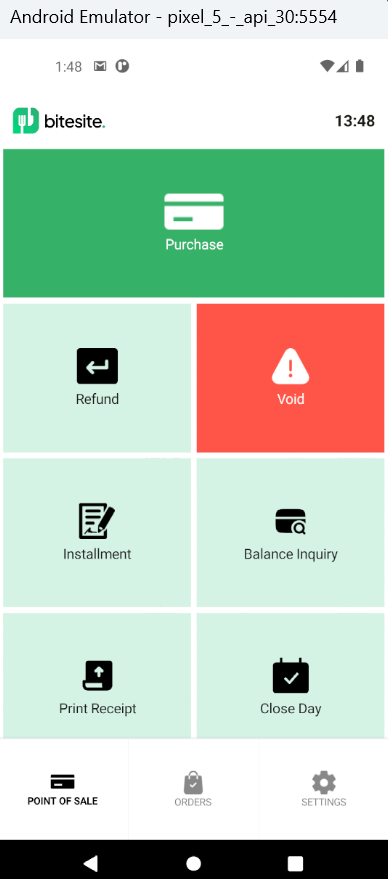 Android Emulator - pixel_5_-_api_30:5554
1:48
bitesite.
13:48
Purchase
Refund
Void
Installment
Balance Inquiry
Print Receipt
Close Day
POINT OF SALE
ORDERS
SETTINGS